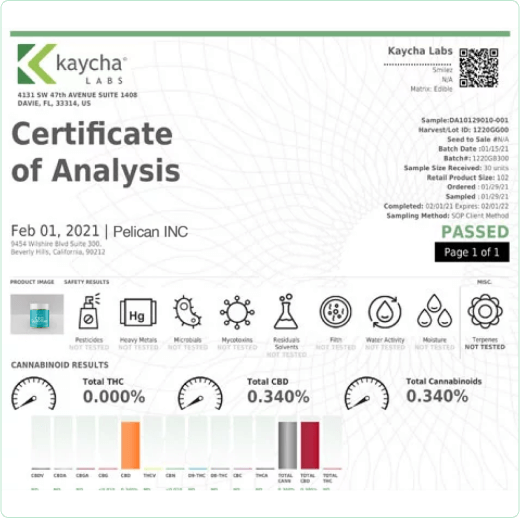 kaycha®
LABS
4131 SW 47th AVENUE SUITE 1408
DAVIE, FL, 33314, US
Kaycha Labs
Smilez
N/A
Matrix: Edible
Certificate
of Analysis
Sample:DA10129010-001
Harvest/Lot ID: 1220GG00
Seed to Sale #N/A
Batch Date :01/15/21
Batch#: 1220GB300
Sample Size Received: 30 units
Retail Product Size: 102
Ordered : 01/29/21
Sampled : 01/29/21
Completed: 02/01/21 Expires: 02/01/22
Sampling Method: SOP Client Method
PASSED
Page 1 of 1
Feb 01, 2021 | Pelican INC
9454 Wilshire Blvd Suite 300,
Beverly Hills, California, 90212
PRODUCT IMAGE SAFETY RESULTS MISC.
Hg
Pesticides
NOT TESTED
Heavy Metals
NOT TESTED
Microbials
NOT TESTED
Mycotoxins
NOT TESTED
Residuals
Solvents
NOT TESTED
Filth
NOT TESTED
Water Activity
NOT TESTED
Moisture
NOT TESTED
Terpenes
NOT TESTED
CANNABINOID RESULTS
Total THC
0.000%
Total CBD
0.340%
Total Cannabinoids
0.340%
CBDV CBDA CBGA CBG CBD THCV CBN D9-THC D8-THC CBC THCA TOTAL CANN TOTAL CBD TOTAL THC